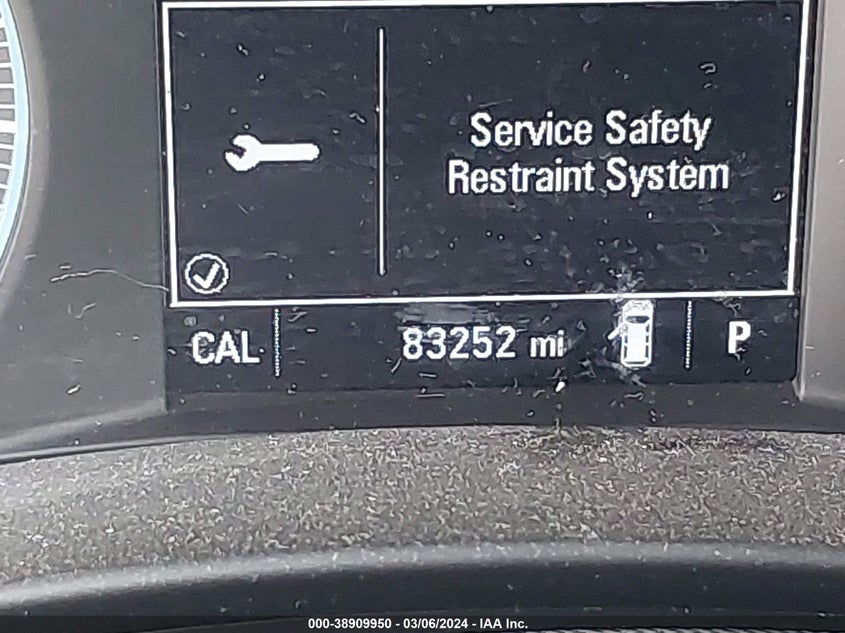 Service Safety
Restraint System
CAL
83252 mi
P
000-38909950 - 03/06/2024 - IAA Inc.